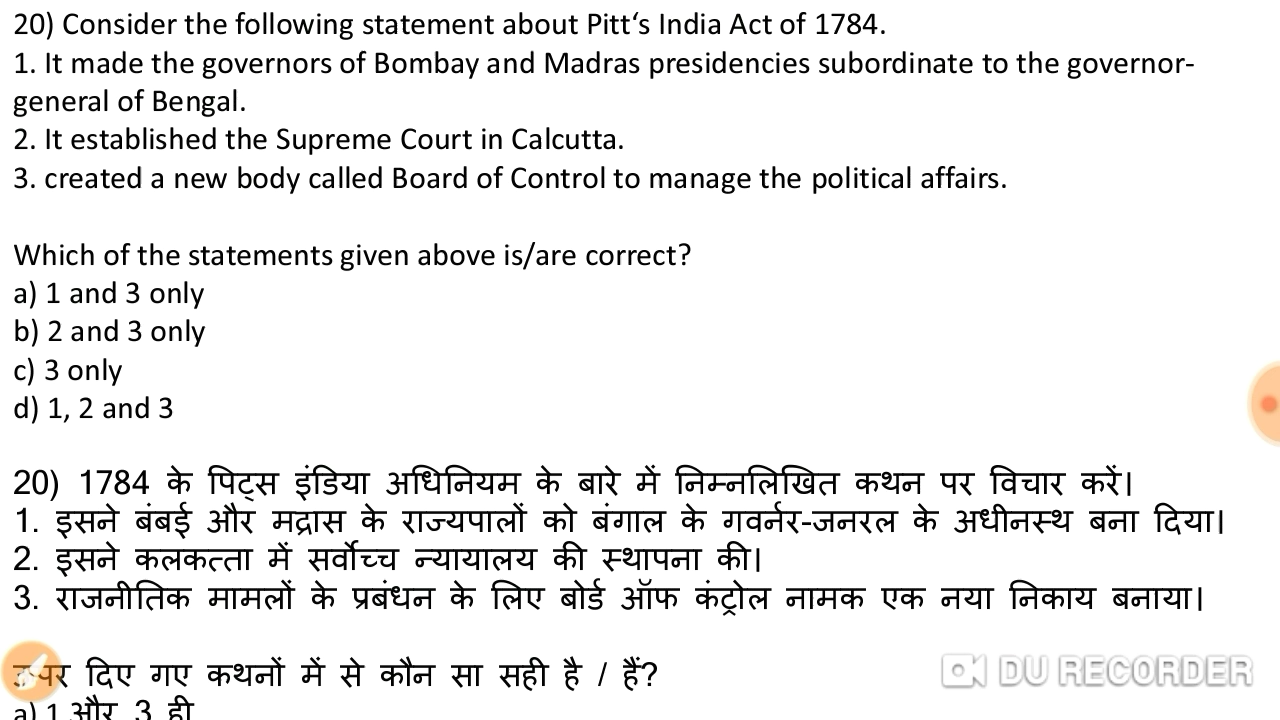 20) Consider the following statement about Pitt‘s India Act of 1784.
1. It made the governors of Bombay and Madras presidencies subordinate to the governor-
general of Bengal.
2. It established the Supreme Court in Calcutta.
3. created a new body called Board of Control to manage the political affairs.
Which of the statements given above is/are correct?
a) 1 and 3 only
b) 2 and 3 only
c) 3 only
d) 1, 2 and 3
20) 1784 के पिट्स इंडिया अधिनियम के बारे में निम्नलिखित कथन पर विचार करें।
1. इसने बंबई और मद्रास के राज्यपालों को बंगाल के गवर्नर-जनरल के अधीनस्थ बना दिया।
2. इसने कलकत्ता में सर्वोच्च न्यायालय की स्थापना की।
3. राजनीतिक मामलों के प्रबंधन के लिए बोर्ड ऑफ कंट्रोल नामक एक नया निकाय बनाया।
दिए गए कथनों में से कौन सा सही है / हैं?
DU RECORDER
a) 1 और 3 ही